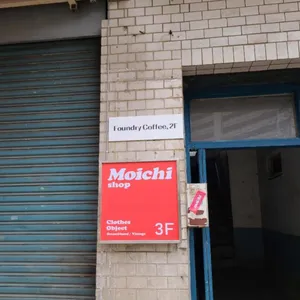 Foundry Coffee, 2F
Moichi
shop
Clothes
Object
3F